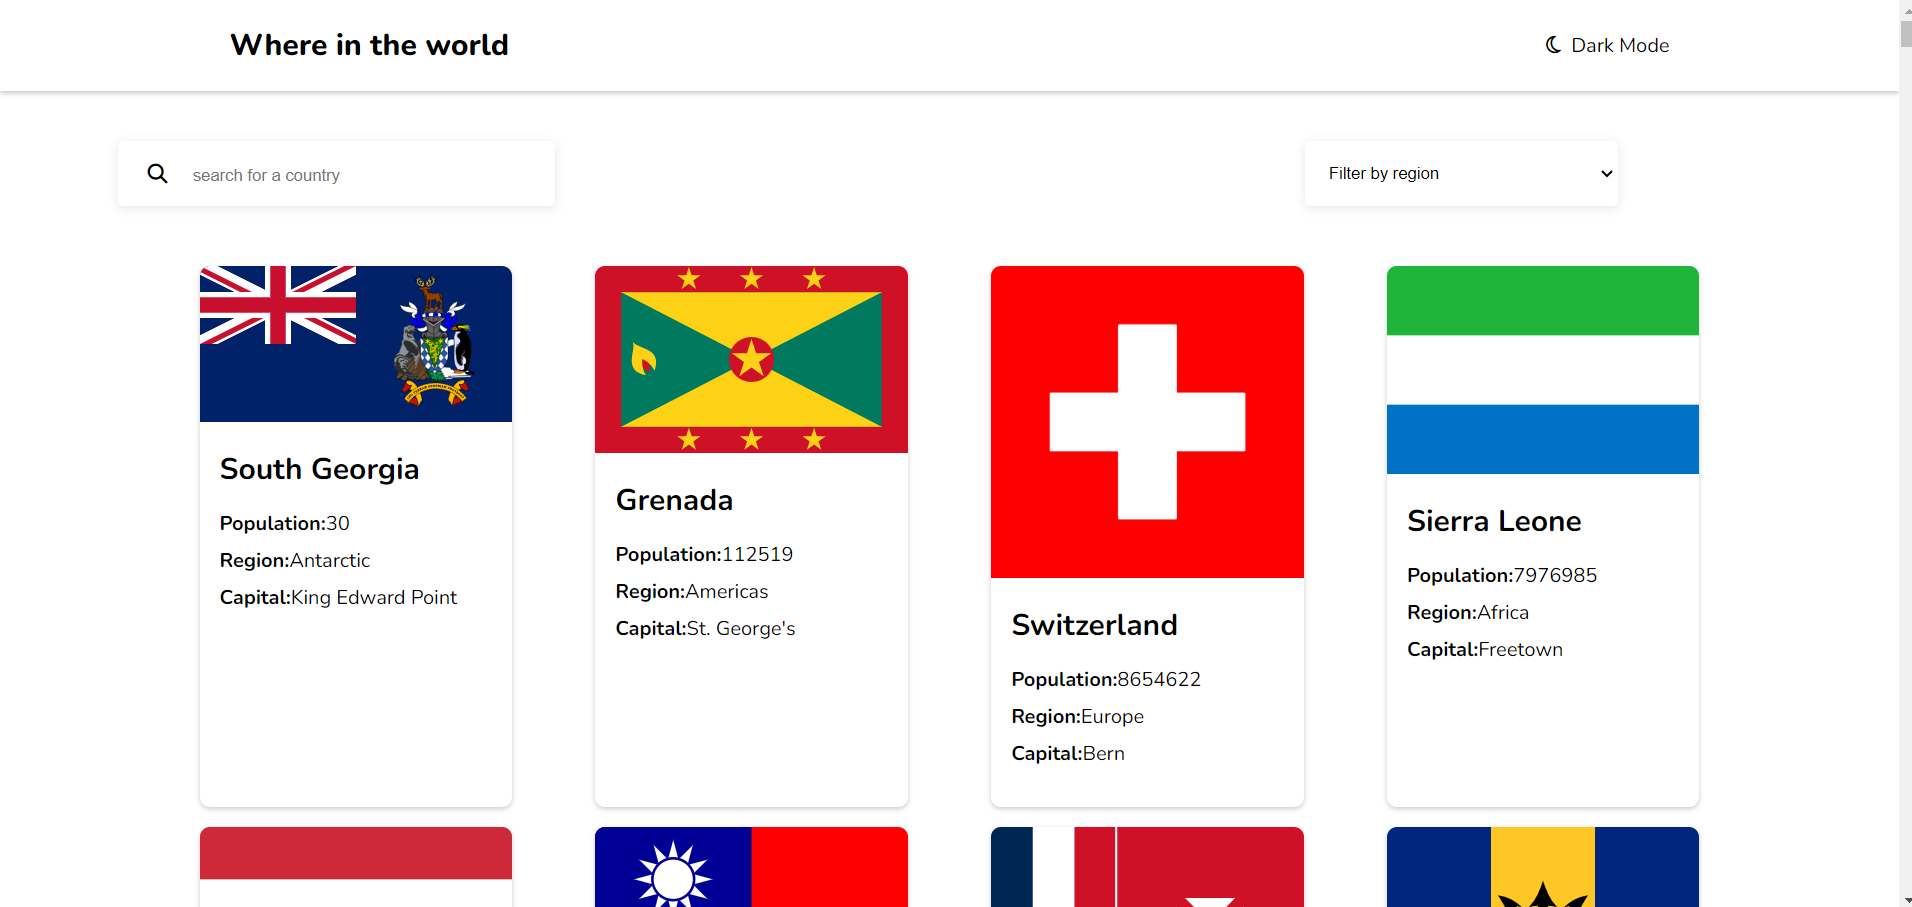 Where in the world
Dark Mode
search for a country
Filter by region
South Georgia
Population:30
Region:Antarctic
Capital:King Edward Point
Grenada
Population:112519
Region:Americas
Capital:St. George's
Switzerland
Population:8654622
Region:Europe
Capital:Bern
Sierra Leone
Population:7976985
Region:Africa
Capital:Freetown